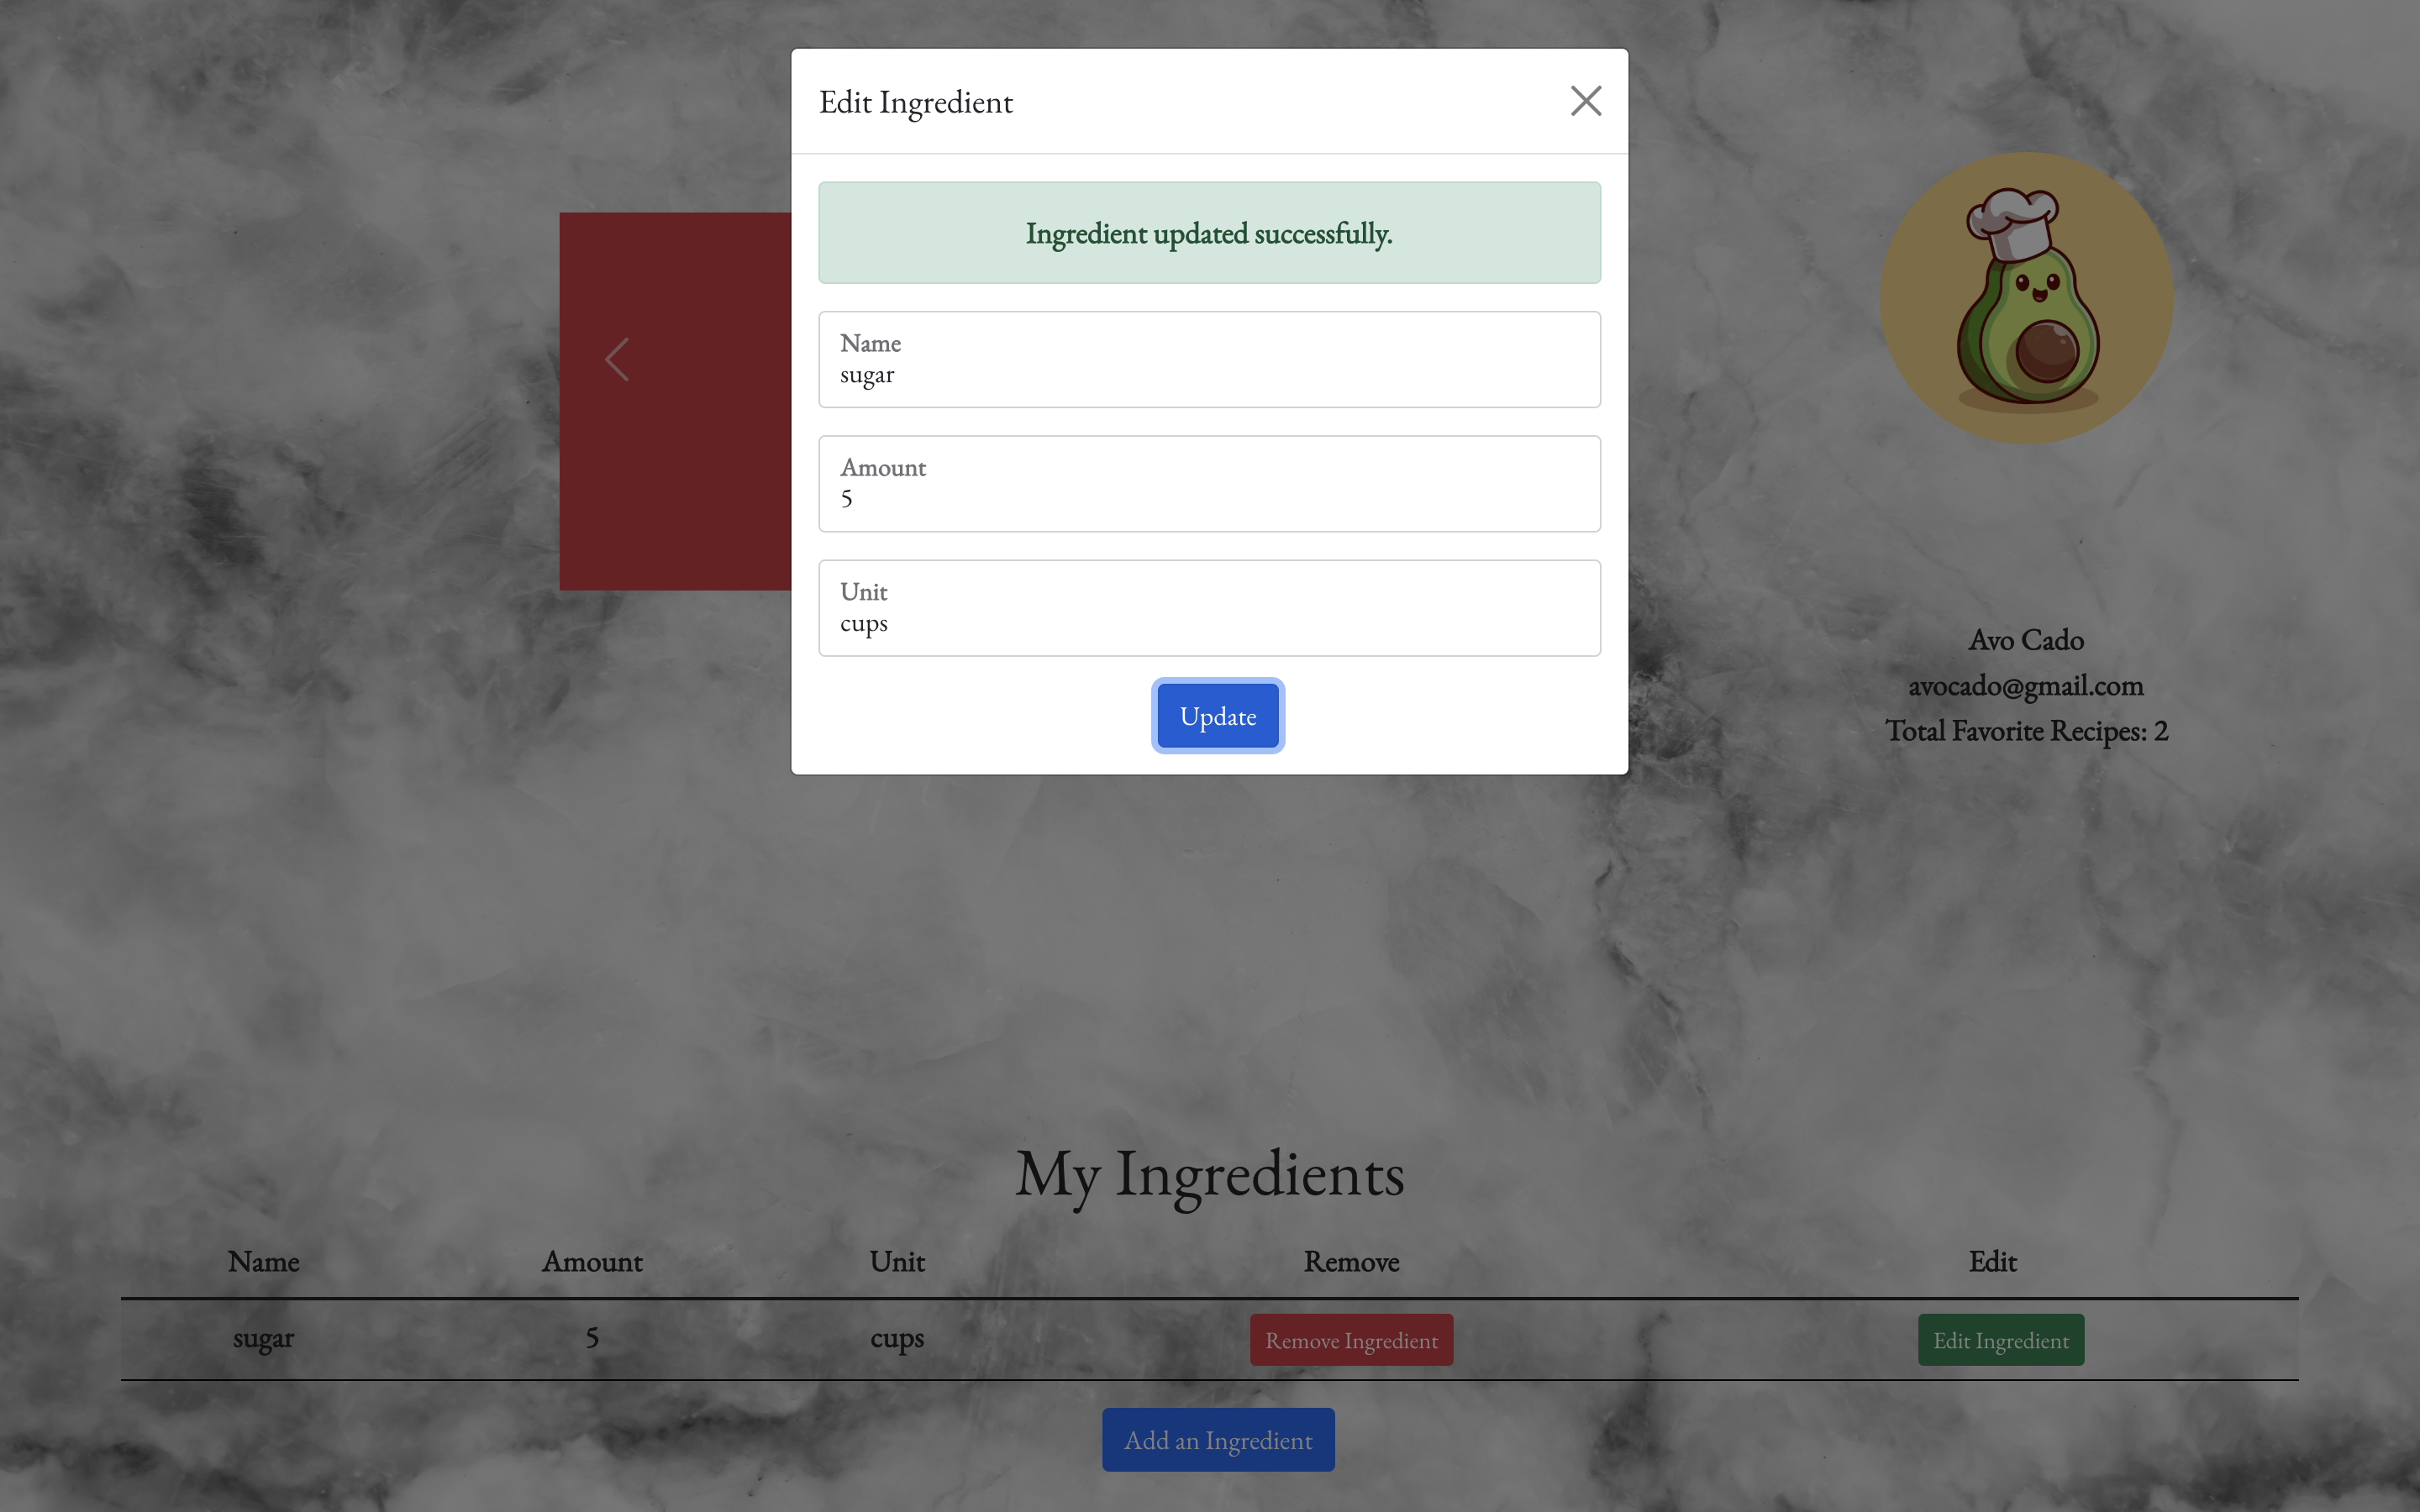 Edit Ingredient
Ingredient updated successfully.
Name
sugar
Amount
5
Unit
cups
Update
Avo Cado
avocado@gmail.com
Total Favorite Recipes: 2
My Ingredients
Name Amount Unit Remove Edit
sugar 5 cups Remove Ingredient Edit Ingredient
Add an Ingredient